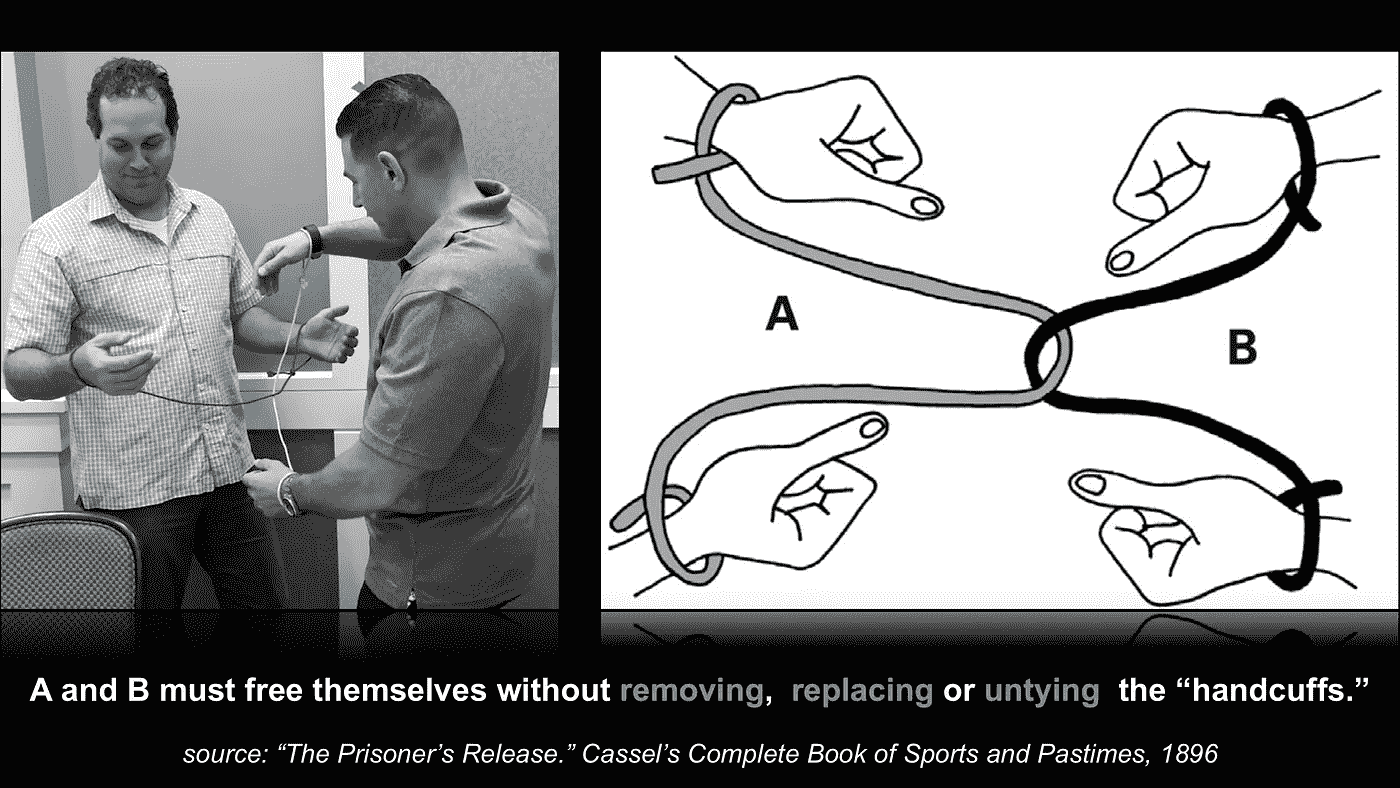 A
B
A and B must free themselves without removing, replacing or untying the “handcuffs.”
source: “The Prisoner’s Release.” Cassel’s Complete Book of Sports and Pastimes, 1896